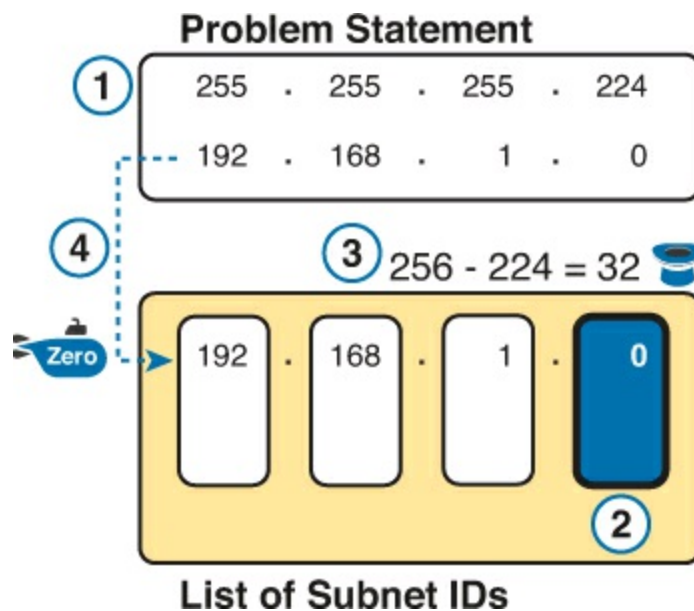 Problem Statement
1
255 . 255 . 255 . 224
192 . 168 . 1 . 0
4
3
256 - 224 = 32
Zero
192 . 168 . 1 . 0
2
List of Subnet IDs